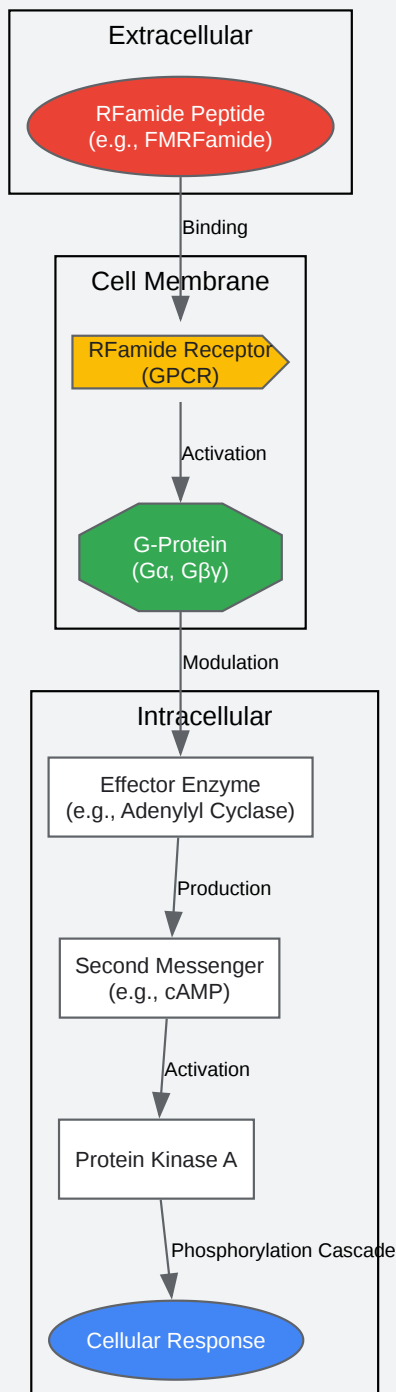 Extracellular
RFamide Peptide
(e.g., FMRFamide)
Binding
Cell Membrane
RFamide Receptor
(GPCR)
Activation
G-Protein
(Gα, Gβγ)
Modulation
Intracellular
Effector Enzyme
(e.g., Adenylyl Cyclase)
Production
Second Messenger
(e.g., cAMP)
Activation
Protein Kinase A
Phosphorylation Cascade
Cellular Response